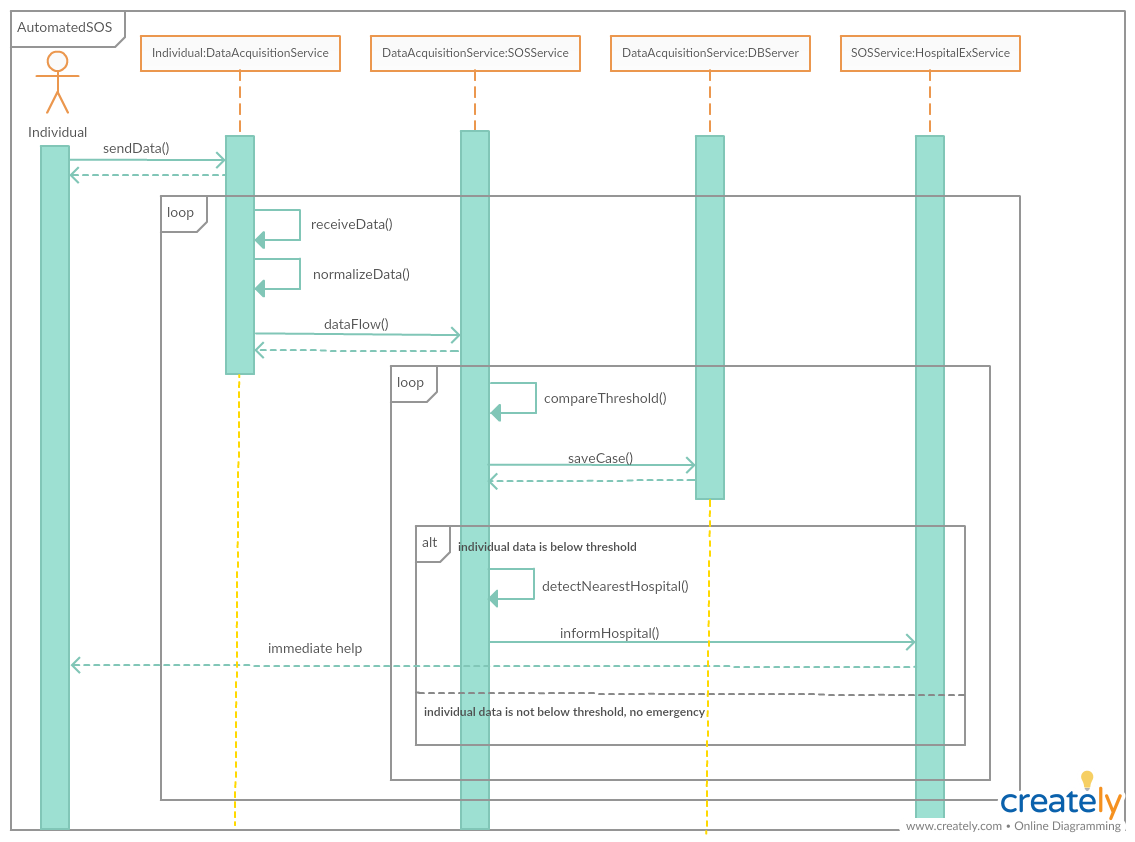 AutomatedSOS
Individual:DataAcquisitionService
DataAcquisitionService:SOSService
DataAcquisitionService:DBServer
SOSService:HospitalExService
Individual
sendData()
loop
receiveData()
normalizeData()
dataFlow()
loop
compareThreshold()
saveCase()
alt
individual data is below threshold
detectNearestHospital()
informHospital()
immediate help
individual data is not below threshold, no emergency
creately
www.creately.com • Online Diagramming